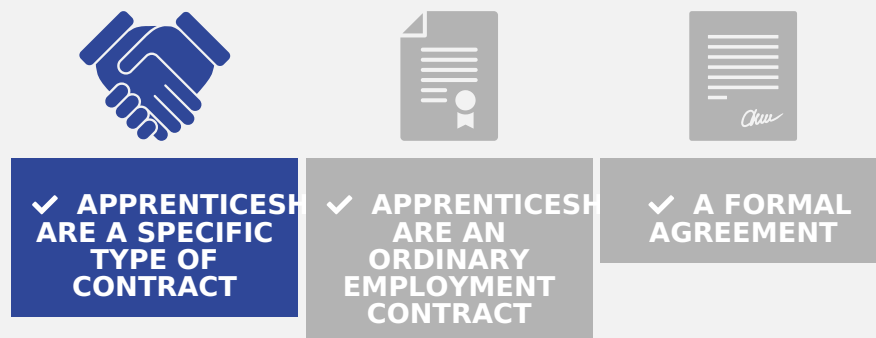 APPRENTICESH
ARE A SPECIFIC
TYPE OF
CONTRACT
APPRENTICESH
ARE AN
ORDINARY
EMPLOYMENT
CONTRACT
A FORMAL
AGREEMENT